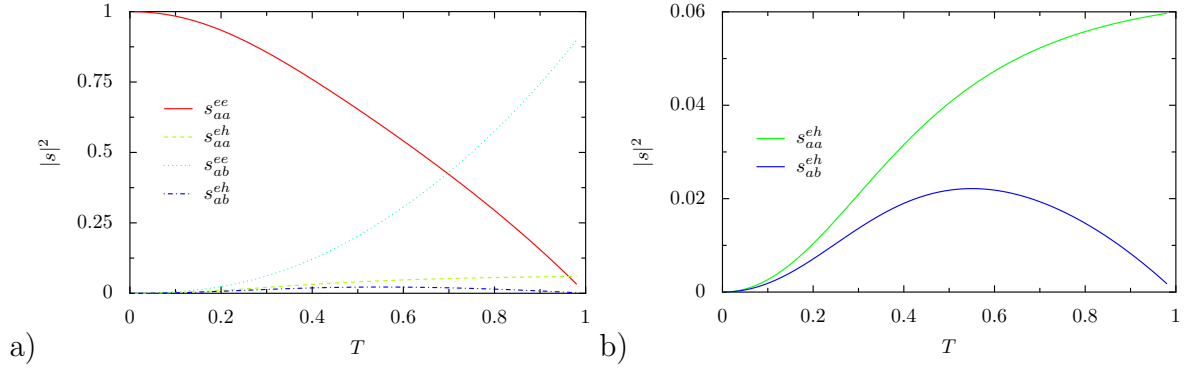 1
0.75
0.5
0.25
0
|s|²
s_{aa}^{ee}
s_{aa}^{eh}
s_{ab}^{ee}
s_{ab}^{eh}
0 0.2 0.4 0.6 0.8 1
T
a)
0.06
0.04
0.02
0
|s|²
s_{aa}^{eh}
s_{ab}^{eh}
0 0.2 0.4 0.6 0.8 1
T
b)